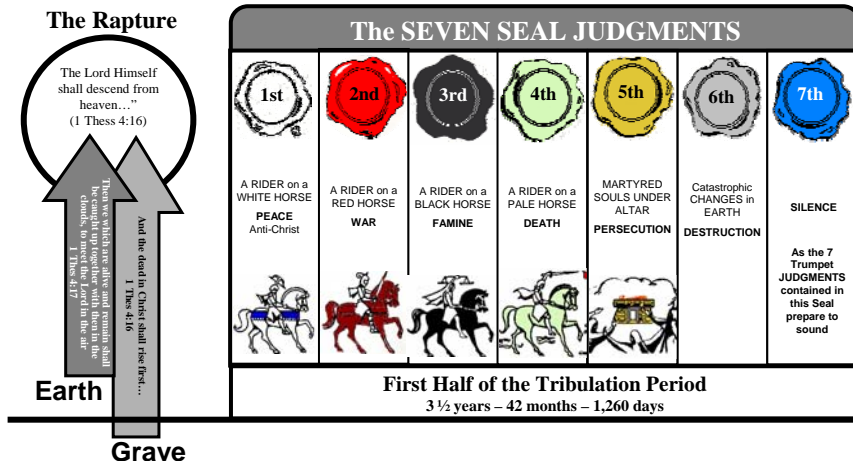 The Rapture
The Lord Himself
shall descend from
heaven…"
(1 Thess 4:16)
Then we which are alive and remain shall
be caught up together with then in the
clouds, to meet the Lord in the air
1 Thes 4:17
And the dead in Christ shall rise first…
1 Thes 4:16
Earth
Grave
The SEVEN SEAL JUDGMENTS
1st
2nd
3rd
4th
5th
6th
7th
A RIDER on a
WHITE HORSE
PEACE
Anti-Christ
A RIDER on a
RED HORSE
WAR
A RIDER on a
BLACK HORSE
FAMINE
A RIDER on a
PALE HORSE
DEATH
MARTYRED
SOULS UNDER
ALTAR
PERSECUTION
Catastrophic
CHANGES in
EARTH
DESTRUCTION
SILENCE
As the 7
Trumpet
JUDGMENTS
contained in
this Seal
prepare to
sound
First Half of the Tribulation Period
3 ½ years – 42 months – 1,260 days